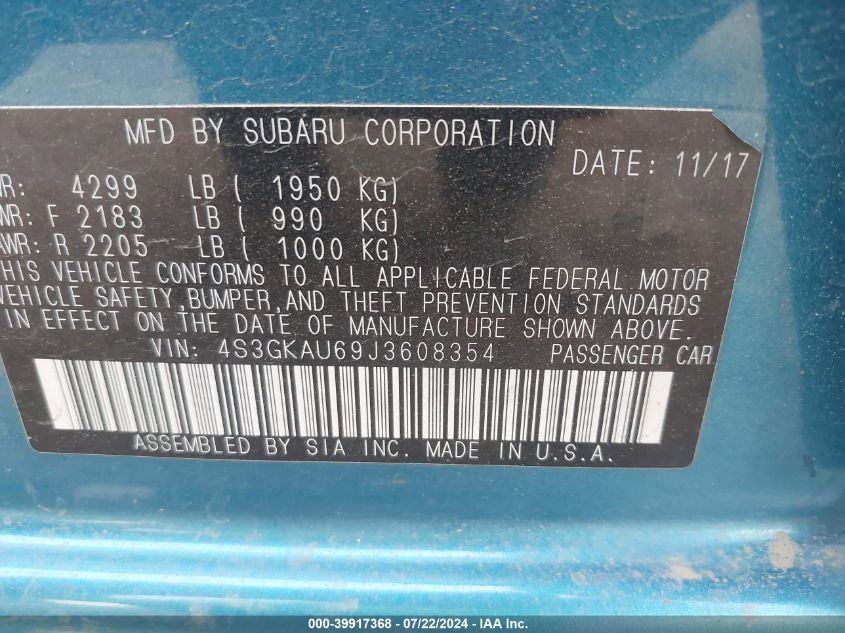 MFD BY SUBARU CORPORATION
DATE: 11/17
WR: 4299 LB ( 1950 KG)
WR: F 2183 LB ( 990 KG)
AWR: R 2205 LB ( 1000 KG)
HIS VEHICLE CONFORMS TO ALL APPLICABLE FEDERAL MOTOR
VEHICLE SAFETY, BUMPER, AND THEFT PREVENTION STANDARDS
IN EFFECT ON THE DATE OF MANUFACTURE SHOWN ABOVE.
VIN: 4S3GKAU69J3608354 PASSENGER CAR
ASSEMBLED BY SIA INC. MADE IN U.S.A.
000-39917368 - 07/22/2024 - IAA Inc.